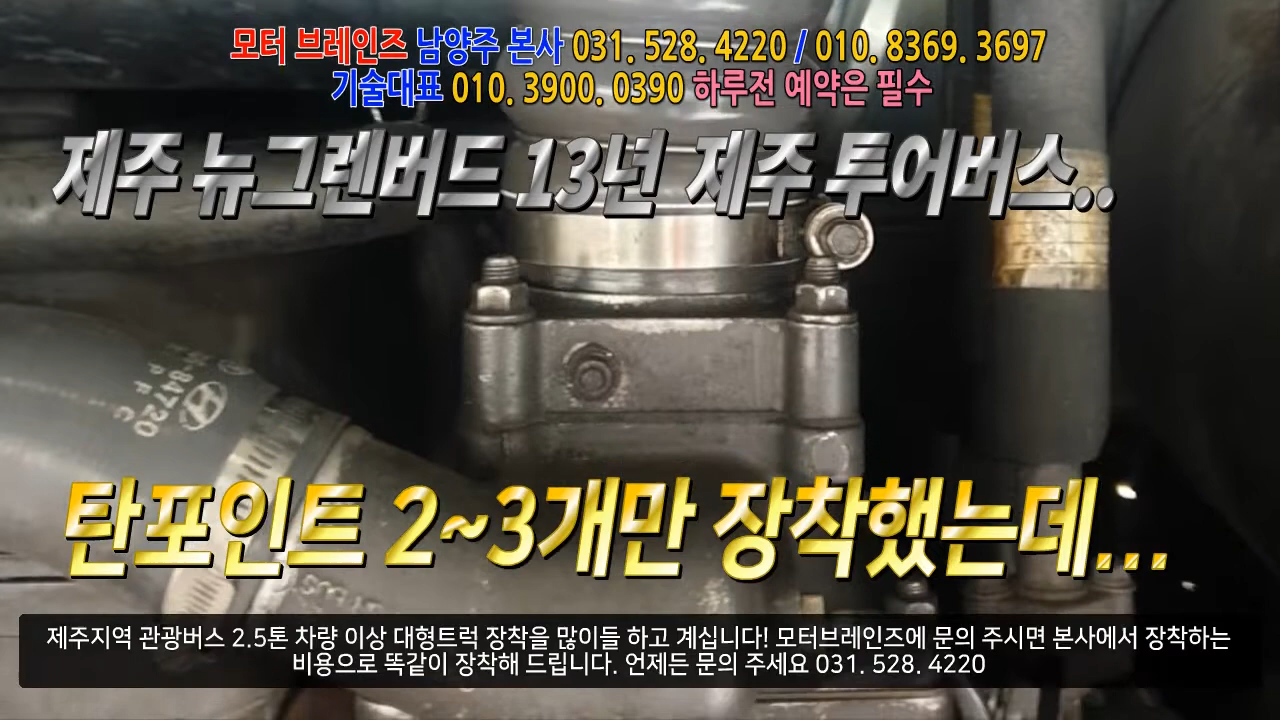 모터 브레인즈 남양주 본사 031. 528. 4220 / 010. 8369. 3697
기술대표 010. 3900. 0390 하루전 예약은 필수
제주 뉴그렌버드 13년 제주 투어버스..
84720
탄포인트 2~3개만 장착했는데...
제주지역 관광버스 2.5톤 차량 이상 대형트럭 장착을 많이들 하고 계십니다! 모터브레인즈에 문의 주시면 본사에서 장착하는
비용으로 똑같이 장착해 드립니다. 언제든 문의 주세요 031. 528. 4220